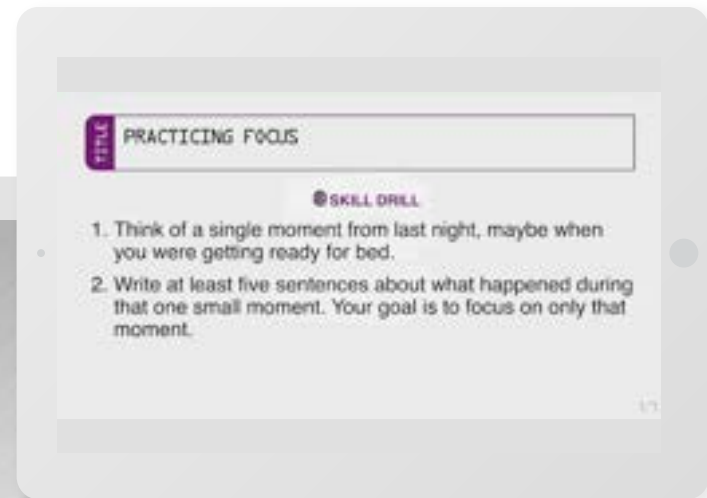 TITLE
PRACTICING FOCUS
SKILL DRILL
1. Think of a single moment from last night, maybe when
you were getting ready for bed.
2. Write at least five sentences about what happened during
that one small moment. Your goal is to focus on only that
moment.